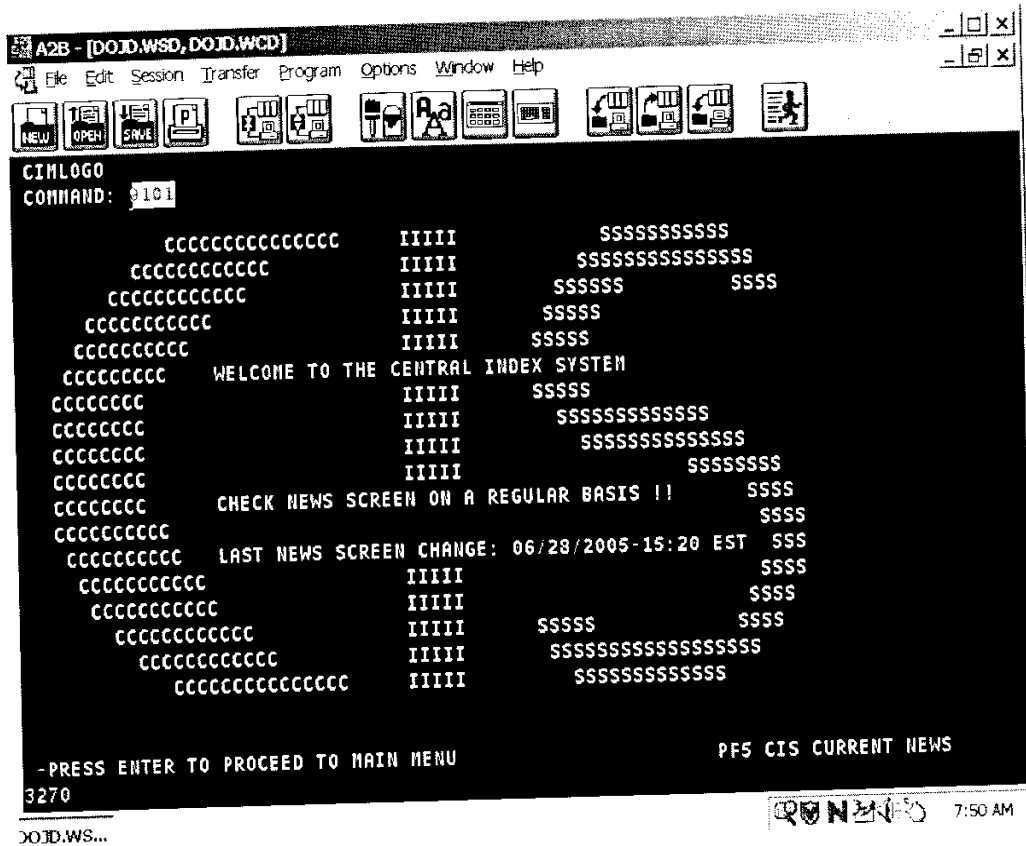 A2B - [DOJD.WSD, DOJD.WCD]
File Edit Session Transfer Program Options Window Help
NEW OPEN SAVE P Aa
CIMLOGO
COMMAND: 9101
CCCCCCCCCCCCCCC IIIII SSSSSSSSSSS
CCCCCCCCCCCC IIIII SSSSSSSSSSSSSSS
CCCCCCCCCCCC IIIII SSSSSS SSSS
CCCCCCCCCCC IIIII SSSSS
CCCCCCCCCC IIIII SSSSS
CCCCCCCCC WELCOME TO THE CENTRAL INDEX SYSTEM
CCCCCCCC IIIII SSSSS
CCCCCCCC IIIII SSSSSSSSSSSSS
CCCCCCCC IIIII SSSSSSSSSSSSSS
CCCCCCCC IIIII SSSSSSSS
CCCCCCCC CHECK NEWS SCREEN ON A REGULAR BASIS !! SSSS
CCCCCCCCCC SSSS
CCCCCCCCCC LAST NEWS SCREEN CHANGE: 06/28/2005-15:20 EST SSS
CCCCCCCCCCC IIIII SSSS
CCCCCCCCCCC IIIII SSSS
CCCCCCCCCCCC IIIII SSSSS SSSS
CCCCCCCCCCCC IIIII SSSSSSSSSSSSSSSSSS
CCCCCCCCCCCCCCC IIIII SSSSSSSSSSSSS
-PRESS ENTER TO PROCEED TO MAIN MENU PF5 CIS CURRENT NEWS
3270
N 7:50 AM
DOJD.WS...